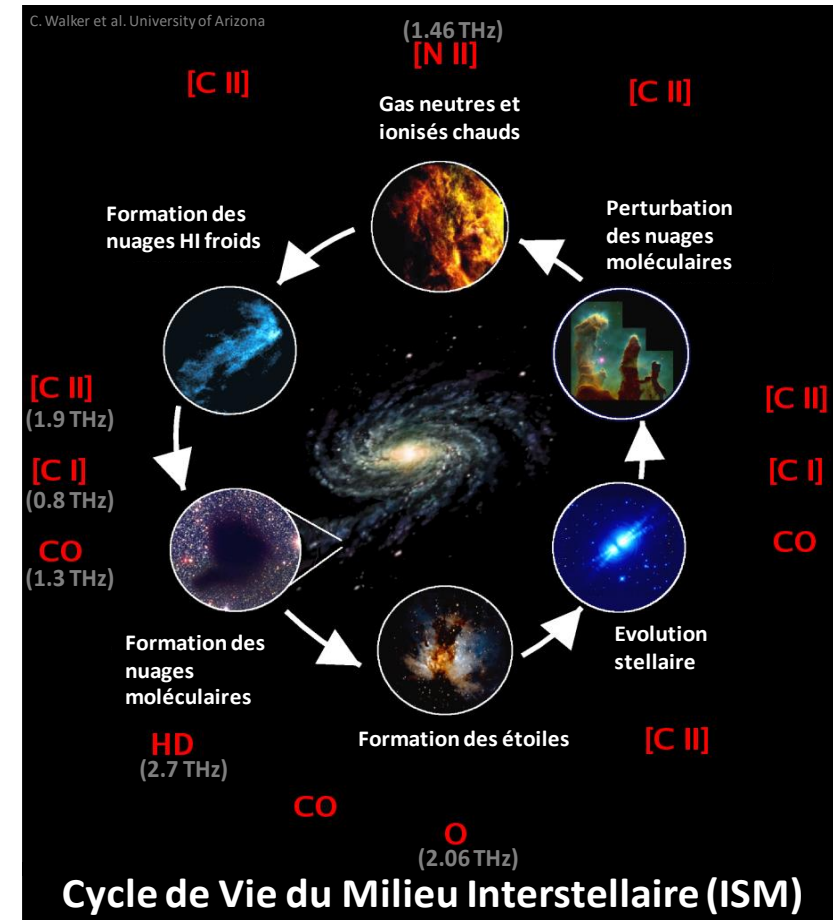 C. Walker et al. University of Arizona
(1.46 THz)
[N II]
[C II]
[C II]
Gas neutres et
ionisés chauds
Formation des
nuages HI froids
Perturbation
des nuages
moléculaires
[C II]
(1.9 THz)
[C I]
(0.8 THz)
CO
(1.3 THz)
[C II]
[C I]
CO
Formation des
nuages
moléculaires
Evolution
stellaire
Formation des étoiles
HD
(2.7 THz)
[C II]
CO
O
(2.06 THz)
Cycle de Vie du Milieu Interstellaire (ISM)